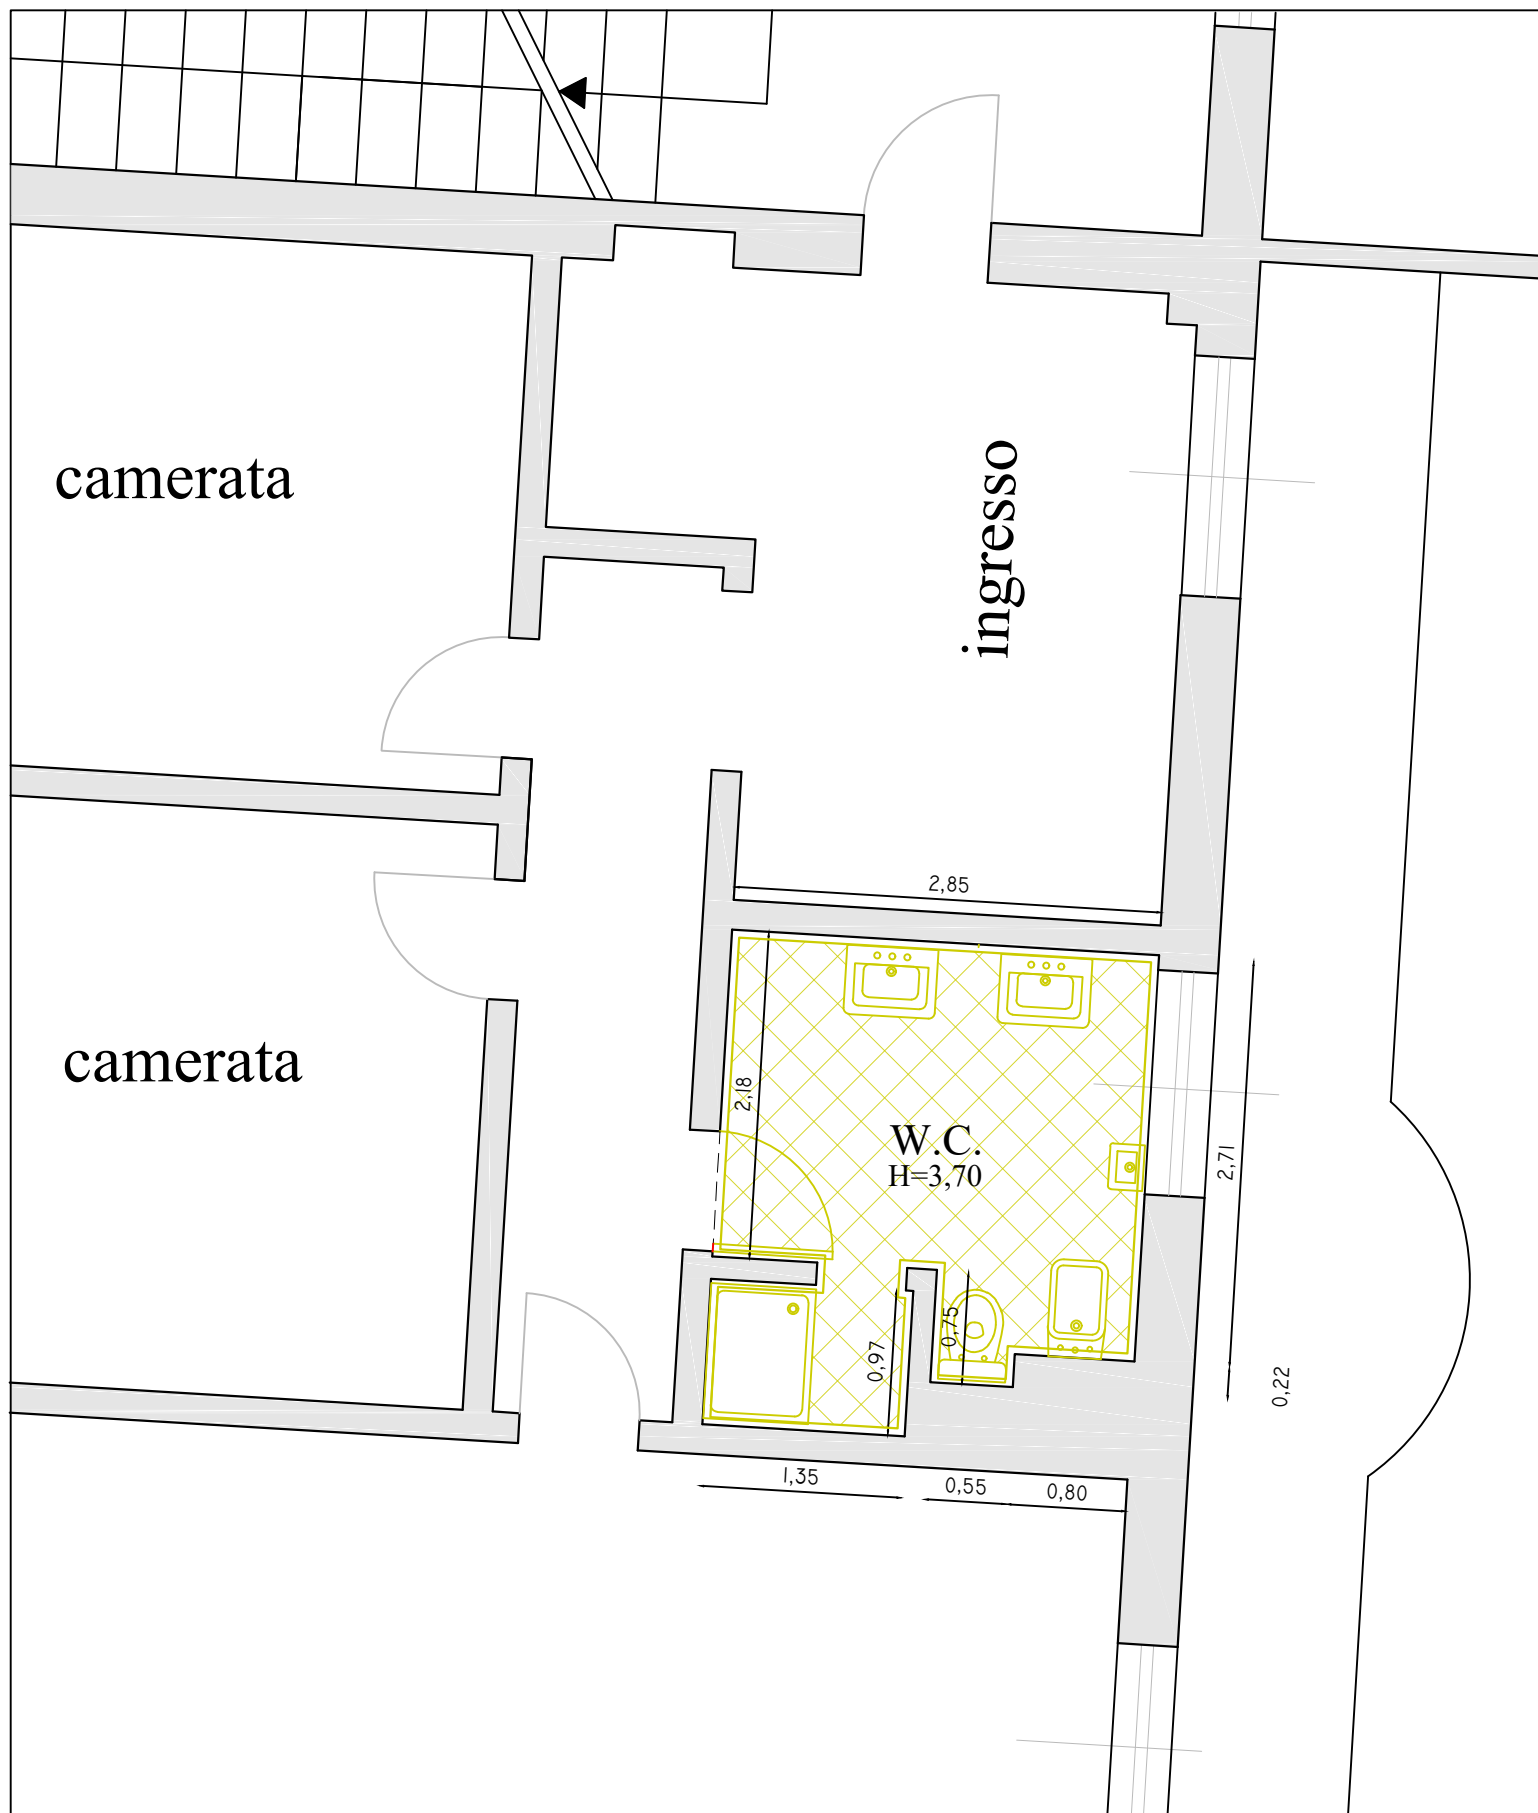 camerata
ingresso
2,85
camerata
2,18
W.C.
H=3,70
2,71
0,75
0,97
0,22
1,35
0,55
0,80